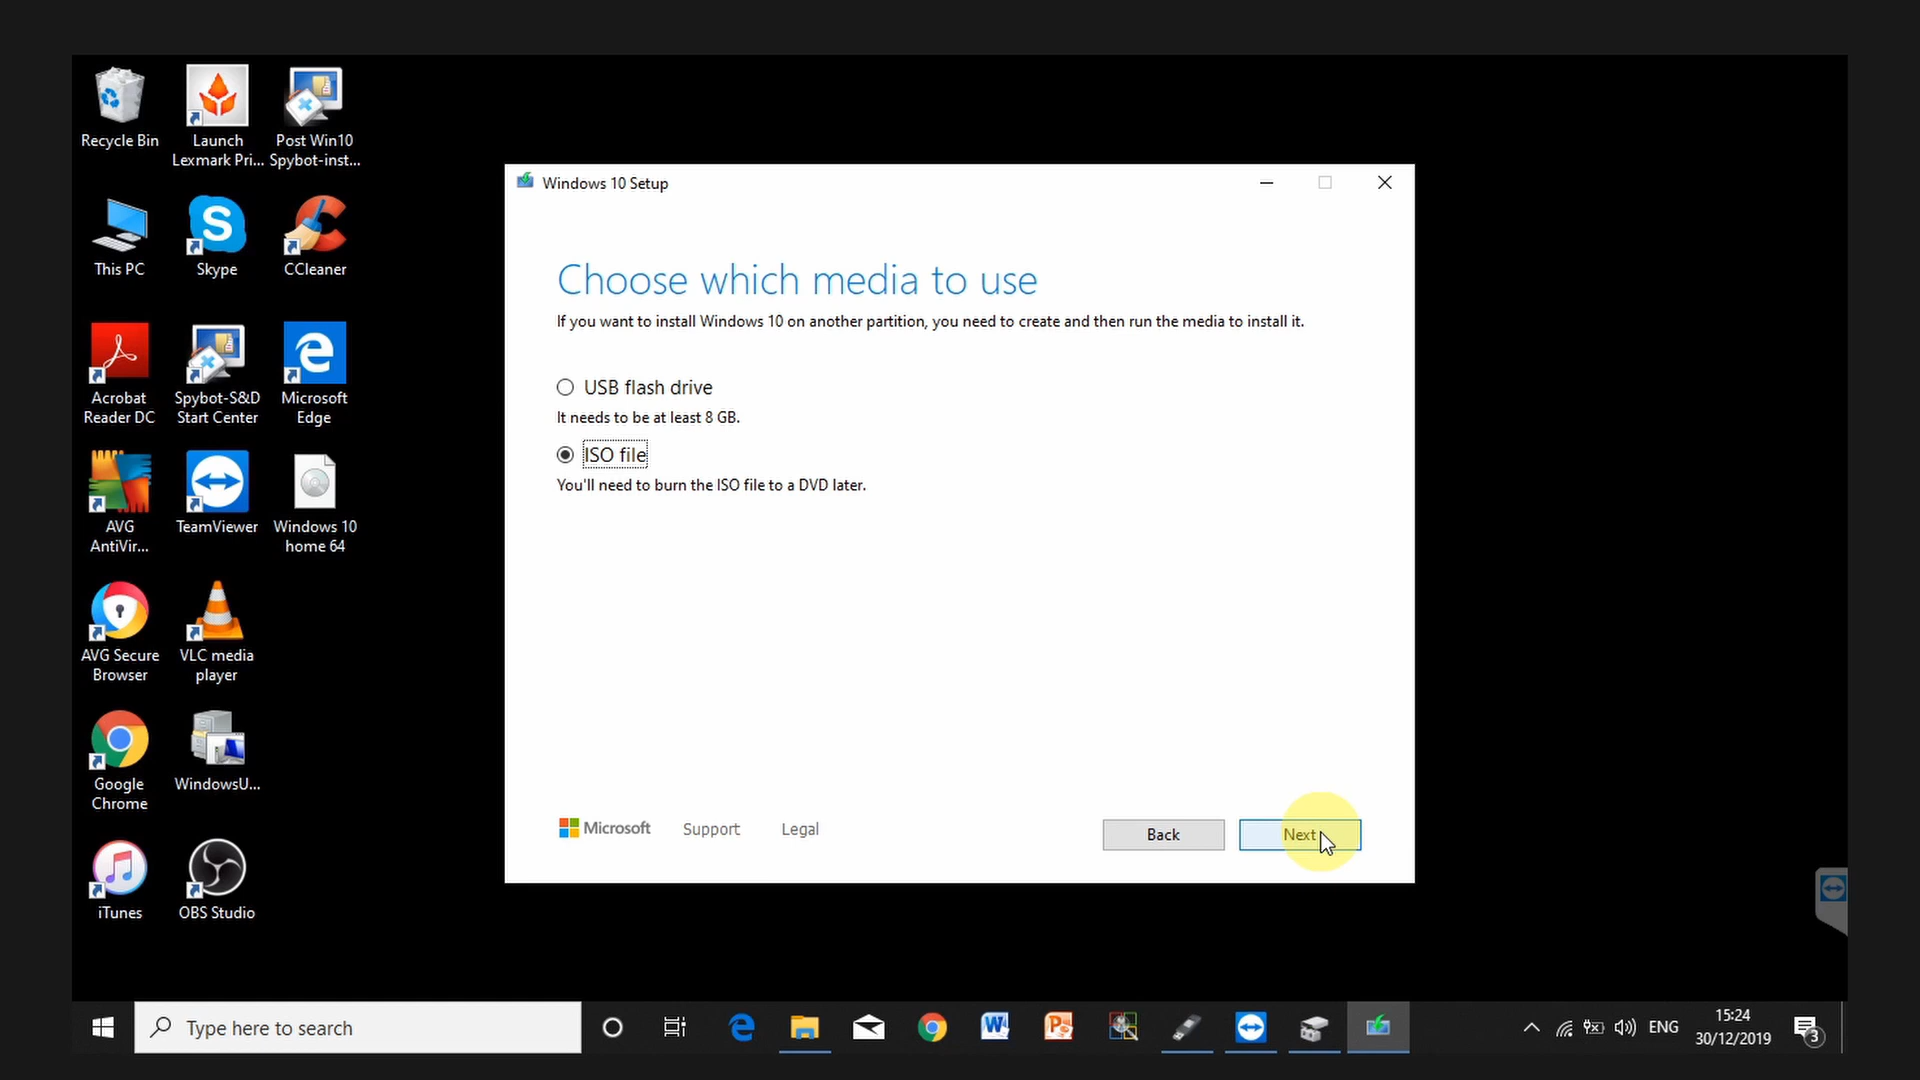 Recycle Bin
Launch
Lexmark Pri...
Post Win10
Spybot-inst...
This PC
Skype
CCleaner
Acrobat
Reader DC
Spybot-S&D
Start Center
Microsoft
Edge
AVG
AntiVir...
TeamViewer
Windows 10
home 64
AVG Secure
Browser
VLC media
player
Google
Chrome
WindowsU...
iTunes
OBS Studio
Windows 10 Setup
Choose which media to use
If you want to install Windows 10 on another partition, you need to create and then run the media to install it.
USB flash drive
It needs to be at least 8 GB.
ISO file
You'll need to burn the ISO file to a DVD later.
Microsoft
Support
Legal
Back
Next
Type here to search
ENG
15:24
30/12/2019
3